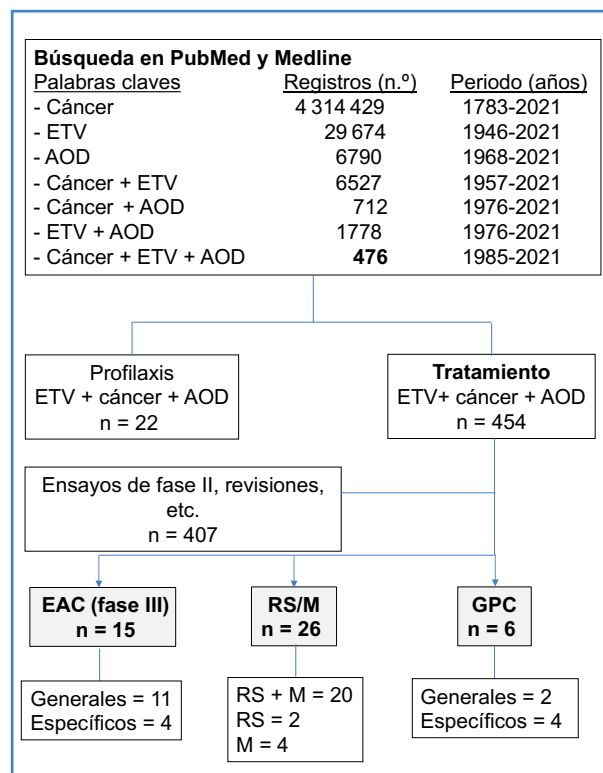 Búsqueda en PubMed y Medline
Palabras claves Registros (n.º) Periodo (años)
- Cáncer 4 314 429 1783-2021
- ETV 29 674 1946-2021
- AOD 6790 1968-2021
- Cáncer + ETV 6527 1957-2021
- Cáncer + AOD 712 1976-2021
- ETV + AOD 1778 1976-2021
- Cáncer + ETV + AOD 476 1985-2021
Profilaxis
ETV + cáncer + AOD
n = 22
Tratamiento
ETV+ cáncer + AOD
n = 454
Ensayos de fase II, revisiones,
etc.
n = 407
EAC (fase III)
n = 15
RS/M
n = 26
GPC
n = 6
Generales = 11
Específicos = 4
RS + M = 20
RS = 2
M = 4
Generales = 2
Específicos = 4